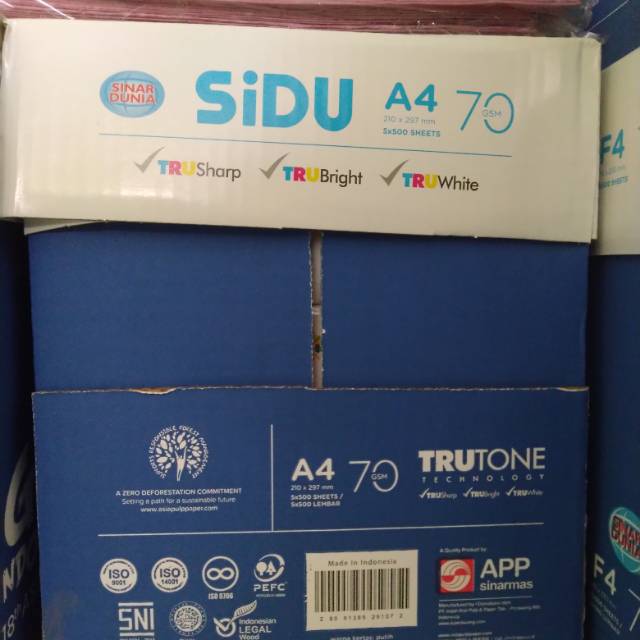 SINAR
DUNIA
SiDU
A4
210 x 297 mm
5x500 SHEETS
70
GSM
TRUSharp
TRUBright
TRUWhite
F4
A ZERO DEFORESTATION COMMITMENT
Setting a path for a sustainable future
www.asiapulppaper.com
A4
210 x 297 mm
5x500 SHEETS /
5x500 LEMBAR
70
GSM
TRUTONE
TECHNOLOGY
TRUSharp
TRUBright
TRUWhite
ISO
9001
ISO
14001
ISO 9706
PEFC
SNI
Indonesian
LEGAL
Wood
Made in Indonesia
A Quality Product by
APP
sinarmas
F4